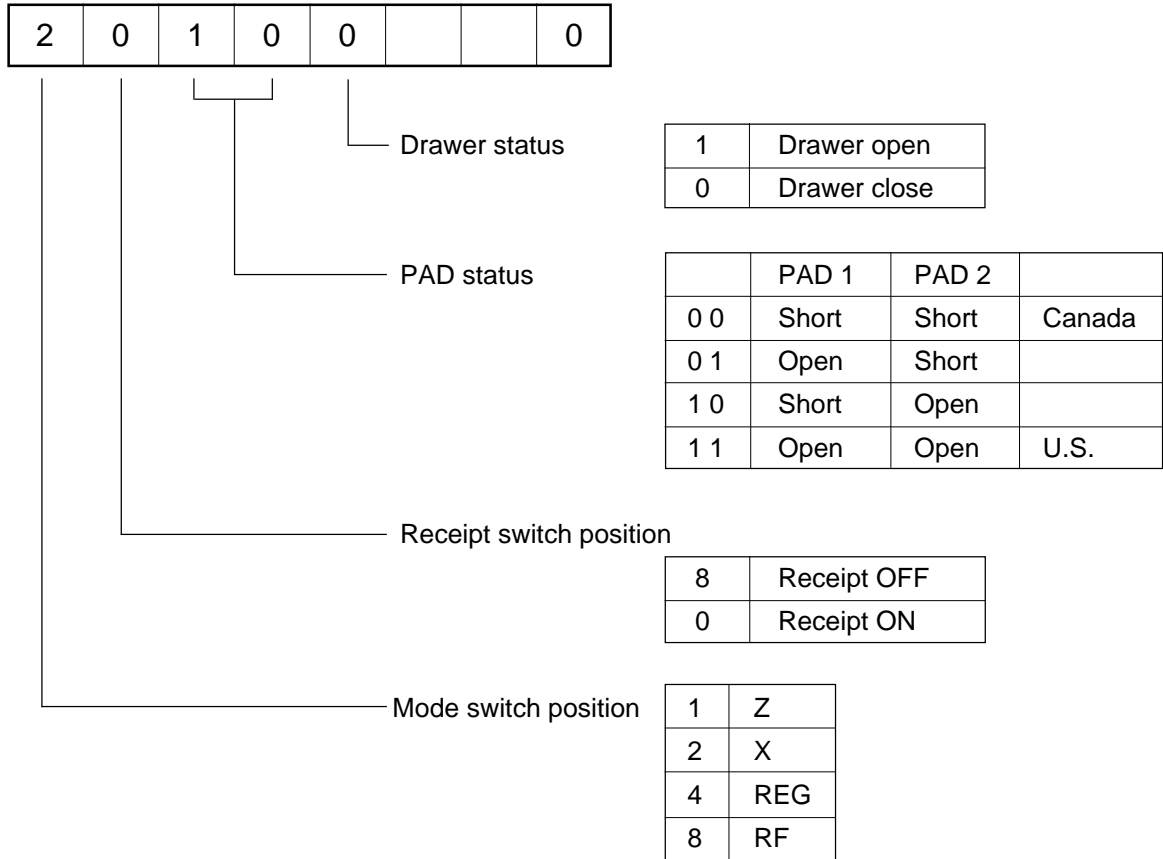 2 0 1 0 0 0
Drawer status
1 Drawer open
0 Drawer close
PAD status
PAD 1 PAD 2
0 0 Short Short Canada
0 1 Open Short
1 0 Short Open
1 1 Open Open U.S.
Receipt switch position
8 Receipt OFF
0 Receipt ON
Mode switch position
1 Z
2 X
4 REG
8 RF